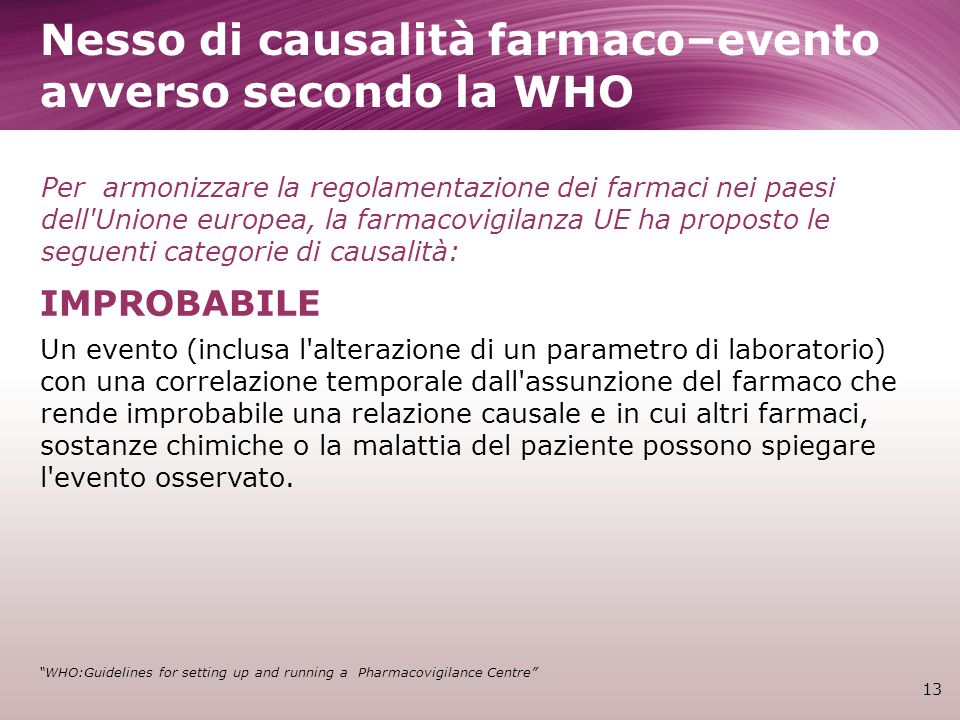 Nesso di causalità farmaco–evento
avverso secondo la WHO
Per  armonizzare la regolamentazione dei farmaci nei paesi
dell'Unione europea, la farmacovigilanza UE ha proposto le
seguenti categorie di causalità:
IMPROBABILE
Un evento (inclusa l'alterazione di un parametro di laboratorio)
con una correlazione temporale dall'assunzione del farmaco che
rende improbabile una relazione causale e in cui altri farmaci,
sostanze chimiche o la malattia del paziente possono spiegare
l'evento osservato.
“WHO:Guidelines for setting up and running a  Pharmacovigilance Centre”
13